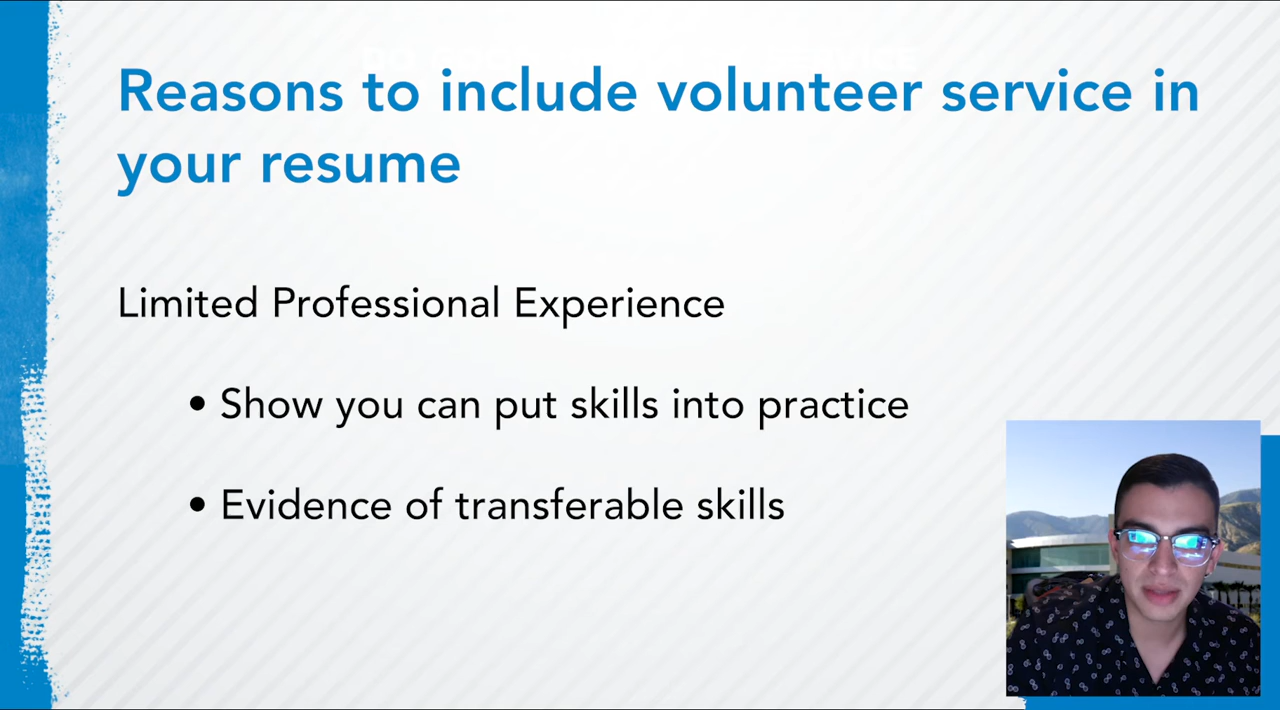 Reasons to include volunteer service in
your resume
Limited Professional Experience
• Show you can put skills into practice
• Evidence of transferable skills